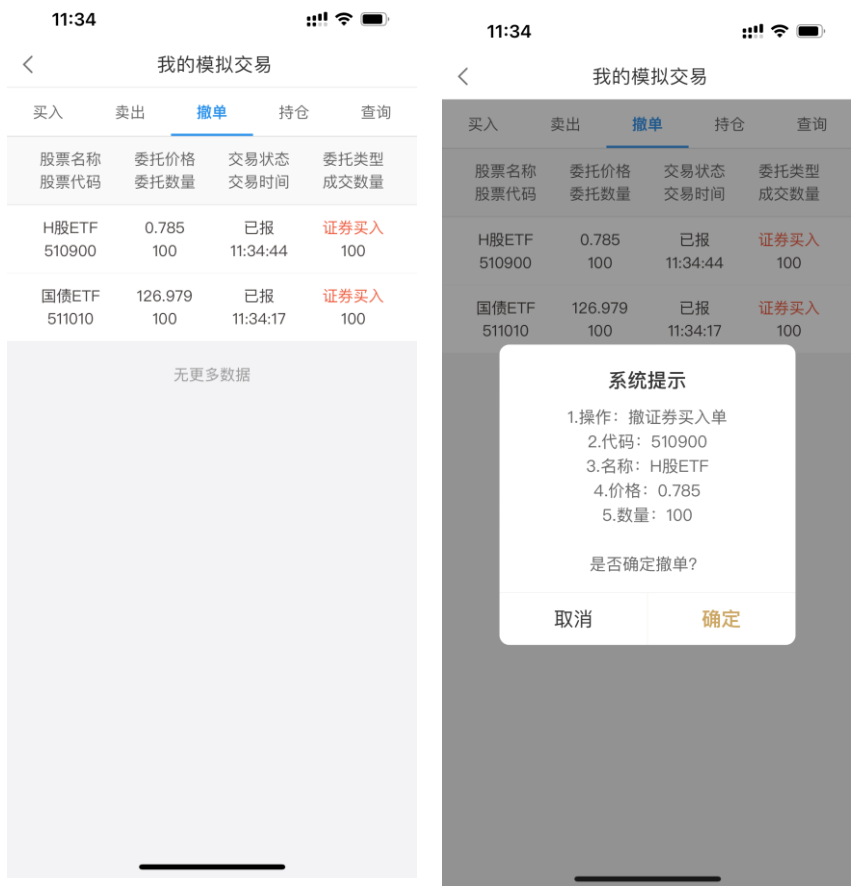 11:34
我的模拟交易
买入 卖出 撤单 持仓 查询
股票名称 委托价格 交易状态 委托类型
股票代码 委托数量 交易时间 成交数量
H股ETF 0.785 已报 证券买入
510900 100 11:34:44 100
国债ETF 126.979 已报 证券买入
511010 100 11:34:17 100
无更多数据
11:34
我的模拟交易
买入 卖出 撤单 持仓 查询
股票名称 委托价格 交易状态 委托类型
股票代码 委托数量 交易时间 成交数量
H股ETF 0.785 已报 证券买入
510900 100 11:34:44 100
国债ETF 126.979 已报 证券买入
511010 100 11:34:17 100
系统提示
1.操作：撤证券买入单
2.代码：510900
3.名称：H股ETF
4.价格：0.785
5.数量：100
是否确定撤单?
取消 确定